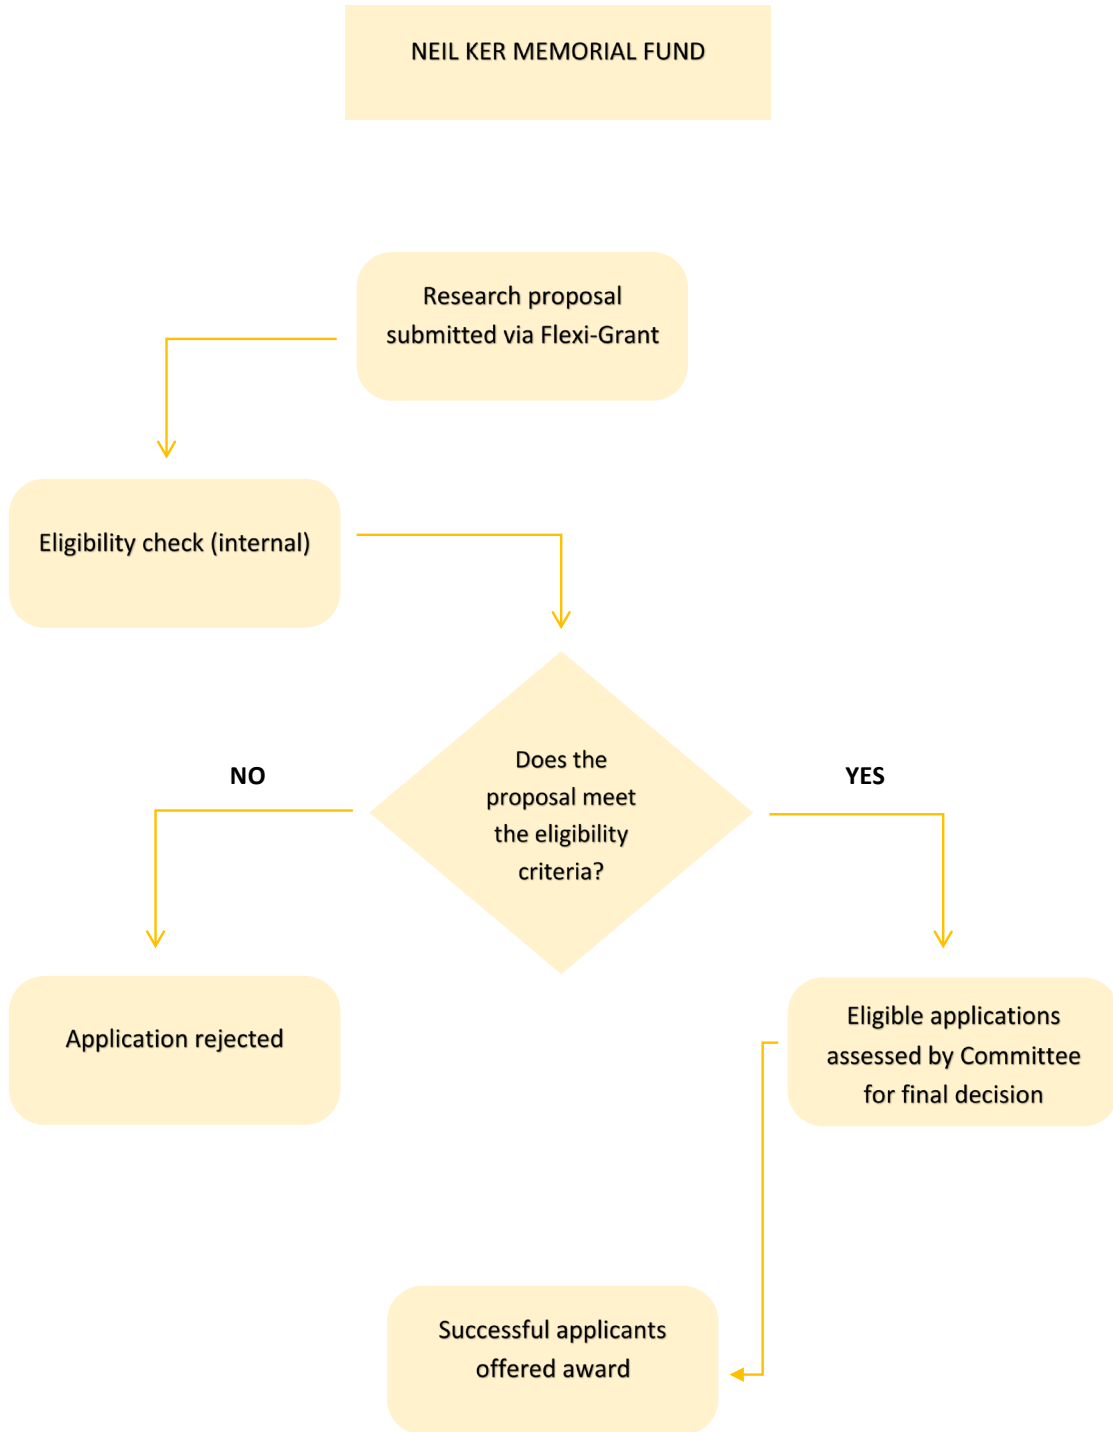 NEIL KER MEMORIAL FUND
Research proposal
submitted via Flexi-Grant
Eligibility check (internal)
Does the
proposal meet
the eligibility
criteria?
NO
YES
Application rejected
Eligible applications
assessed by Committee
for final decision
Successful applicants
offered award